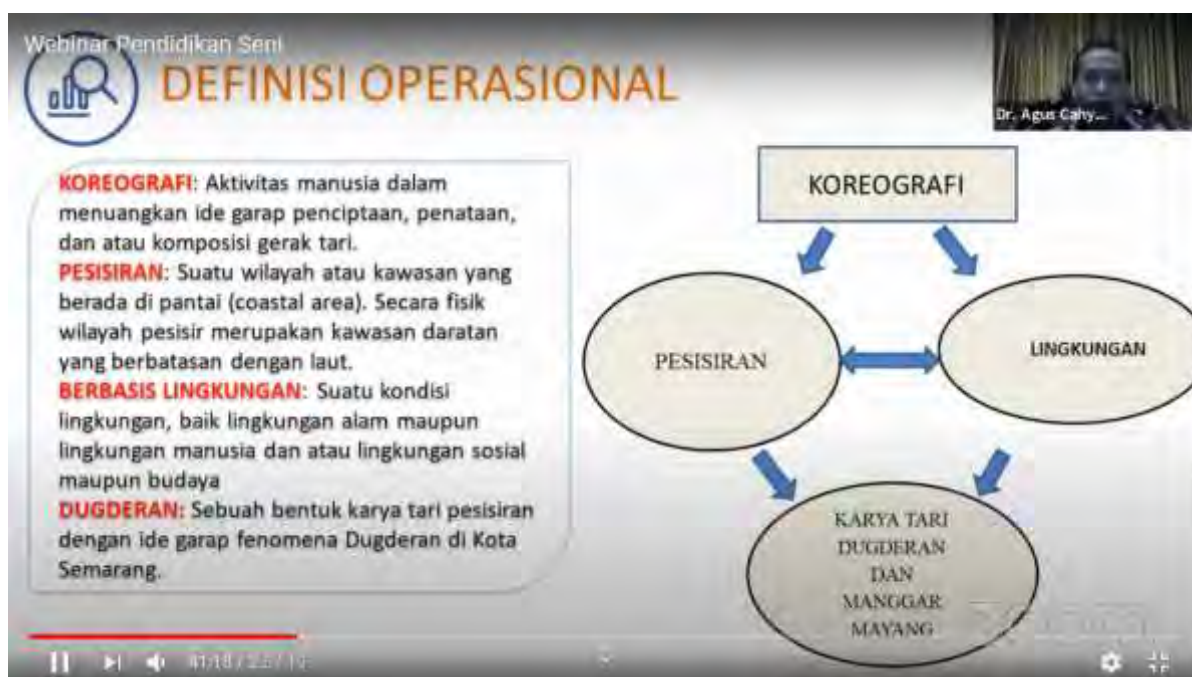 Webinar Pendidikan Seni
DEFINISI OPERASIONAL
Dr. Agus Cahy...
KOREOGRAFI: Aktivitas manusia dalam
menuangkan ide garap penciptaan, penataan,
dan atau komposisi gerak tari.
PESISIRAN: Suatu wilayah atau kawasan yang
berada di pantai (coastal area). Secara fisik
wilayah pesisir merupakan kawasan daratan
yang berbatasan dengan laut.
BERBASIS LINGKUNGAN: Suatu kondisi
lingkungan, baik lingkungan alam maupun
lingkungan manusia dan atau lingkungan sosial
maupun budaya
DUGDERAN: Sebuah bentuk karya tari pesisiran
dengan ide garap fenomena Dugderan di Kota
Semarang.
KOREOGRAFI
PESISIRAN
LINGKUNGAN
KARYA TARI
DUGDERAN
DAN
MANGGAR
MAYANG